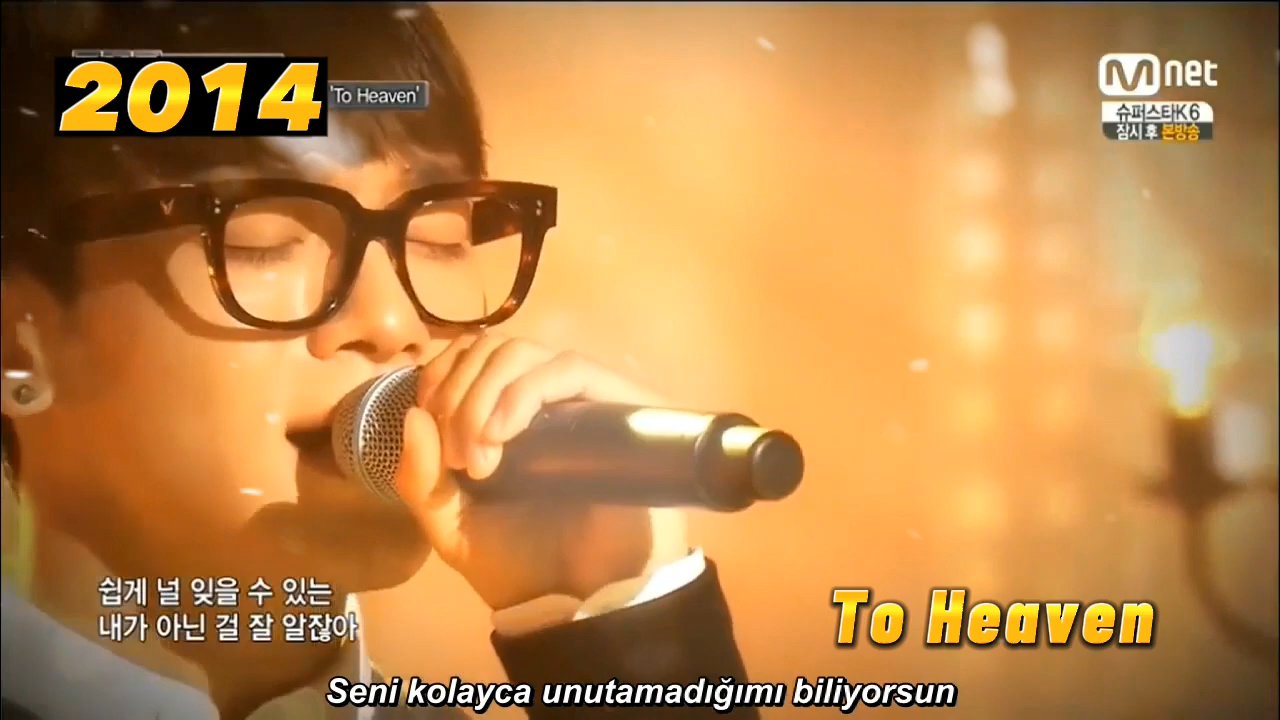 2014
'To Heaven'
Mnet
슈퍼스타K6
잠시 후 본방송
쉽게 널 잊을 수 있는
내가 아닌 걸 잘 알잖아
To Heaven
Seni kolayca unutamadığımı biliyorsun